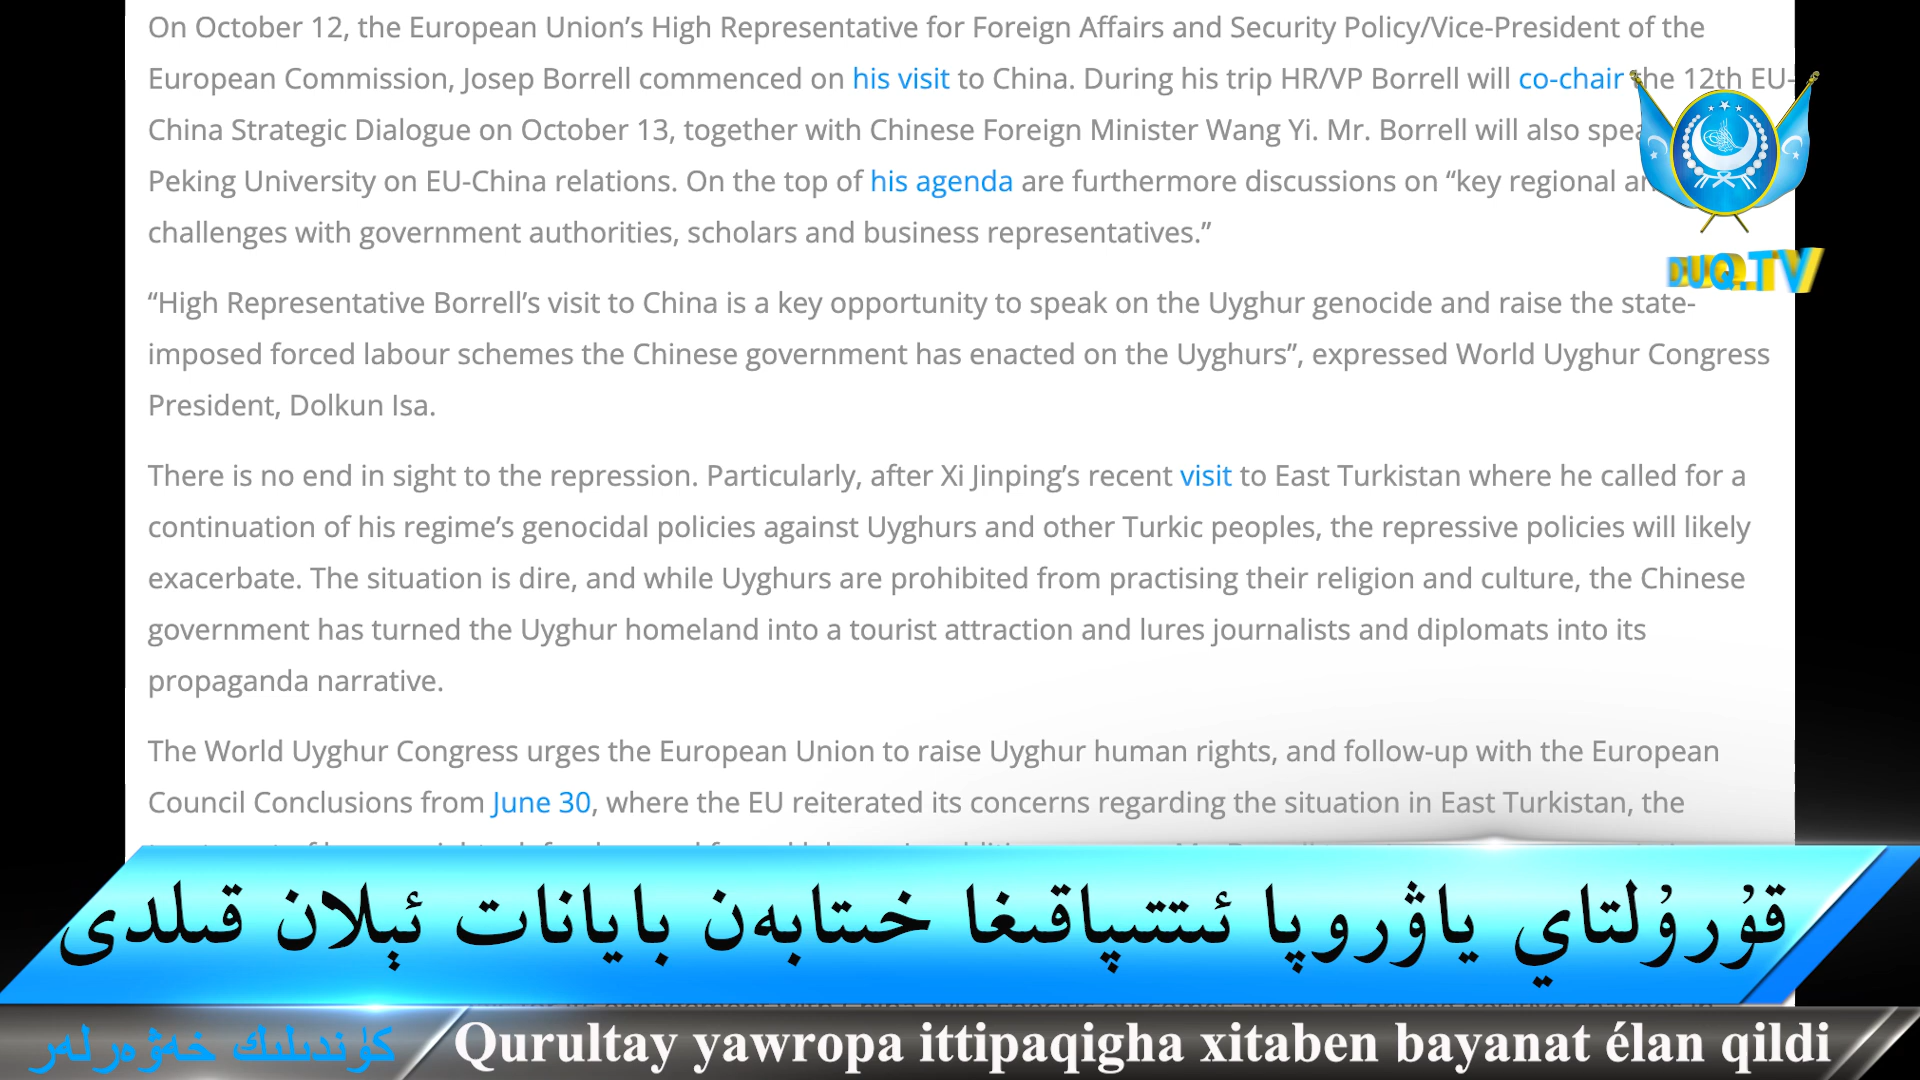 On October 12, the European Union’s High Representative for Foreign Affairs and Security Policy/Vice-President of the
European Commission, Josep Borrell commenced on his visit to China. During his trip HR/VP Borrell will co-chair the 12th EU-
China Strategic Dialogue on October 13, together with Chinese Foreign Minister Wang Yi. Mr. Borrell will also
Peking University on EU-China relations. On the top of his agenda are furthermore discussions on “key regional
challenges with government authorities, scholars and business representatives.”
DUQ.TV
“High Representative Borrell’s visit to China is a key opportunity to speak on the Uyghur genocide and raise the state-
imposed forced labour schemes the Chinese government has enacted on the Uyghurs”, expressed World Uyghur Congress
President, Dolkun Isa.
There is no end in sight to the repression. Particularly, after Xi Jinping’s recent visit to East Turkistan where he called for a
continuation of his regime’s genocidal policies against Uyghurs and other Turkic peoples, the repressive policies will likely
exacerbate. The situation is dire, and while Uyghurs are prohibited from practising their religion and culture, the Chinese
government has turned the Uyghur homeland into a tourist attraction and lures journalists and diplomats into its
propaganda narrative.
The World Uyghur Congress urges the European Union to raise Uyghur human rights, and follow-up with the European
Council Conclusions from June 30, where the EU reiterated its concerns regarding the situation in East Turkistan, the
قۇرۇلتاي ياۋروپا ئىتتىپاقىغا خىتابەن بايانات ئېلان قىلدى
كۈندىلىك خەۋەرلەر
Qurultay yawropa ittipaqigha xitaben bayanat élan qildi